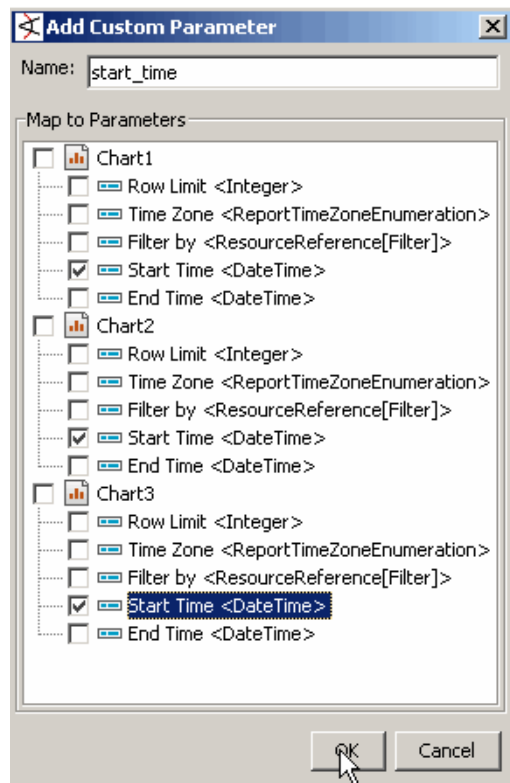 Add Custom Parameter
Name: start_time
Map to Parameters
Chart1
Row Limit <Integer>
Time Zone <ReportTimeZoneEnumeration>
Filter by <ResourceReference[Filter]>
Start Time <DateTime>
End Time <DateTime>
Chart2
Row Limit <Integer>
Time Zone <ReportTimeZoneEnumeration>
Filter by <ResourceReference[Filter]>
Start Time <DateTime>
End Time <DateTime>
Chart3
Row Limit <Integer>
Time Zone <ReportTimeZoneEnumeration>
Filter by <ResourceReference[Filter]>
Start Time <DateTime>
End Time <DateTime>
OK Cancel